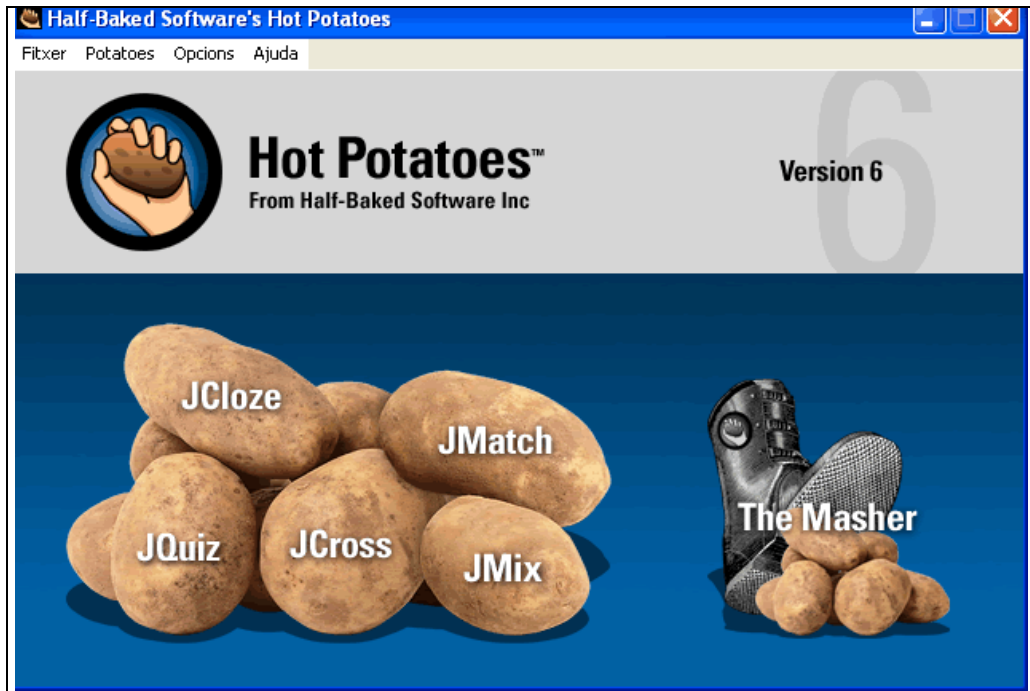 Half-Baked Software's Hot Potatoes
Fitxer Potatoes Opcions Ajuda
Hot Potatoes™
From Half-Baked Software Inc
Version 6
6
JCloze
JMatch
JQuiz
JCross
JMix
The Masher